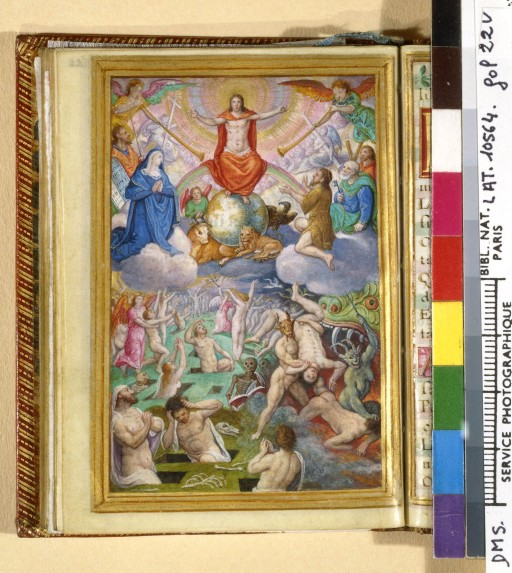 BIBL. NAT. LAT. 10564. fol 22v
PARIS
DMS. SERVICE PHOTOGRAPHIQUE